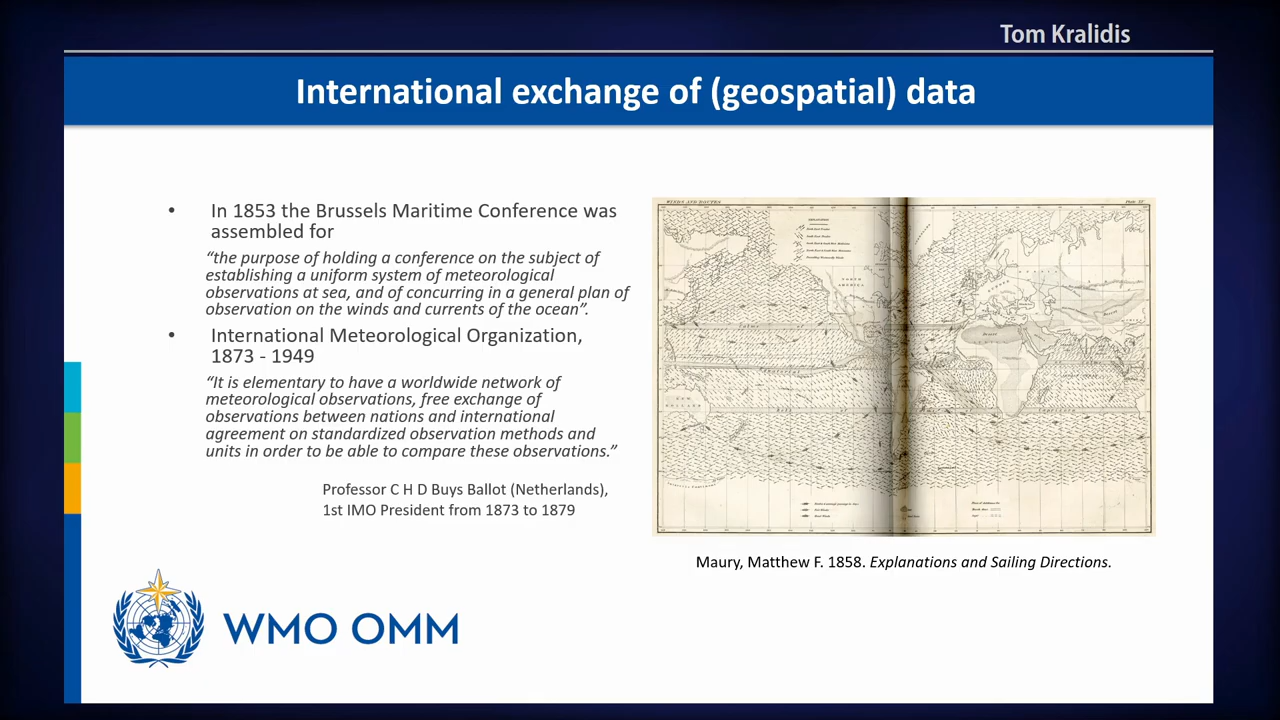 Tom Kralidis
International exchange of (geospatial) data
• In 1853 the Brussels Maritime Conference was
assembled for
“the purpose of holding a conference on the subject of
establishing a uniform system of meteorological
observations at sea, and of concurring in a general plan of
observation on the winds and currents of the ocean”.
• International Meteorological Organization,
1873 - 1949
“It is elementary to have a worldwide network of
meteorological observations, free exchange of
observations between nations and international
agreement on standardized observation methods and
units in order to be able to compare these observations.”
Professor C H D Buys Ballot (Netherlands),
1st IMO President from 1873 to 1879
WINDS AND ROUTES
Maury, Matthew F. 1858. Explanations and Sailing Directions.
WMO OMM